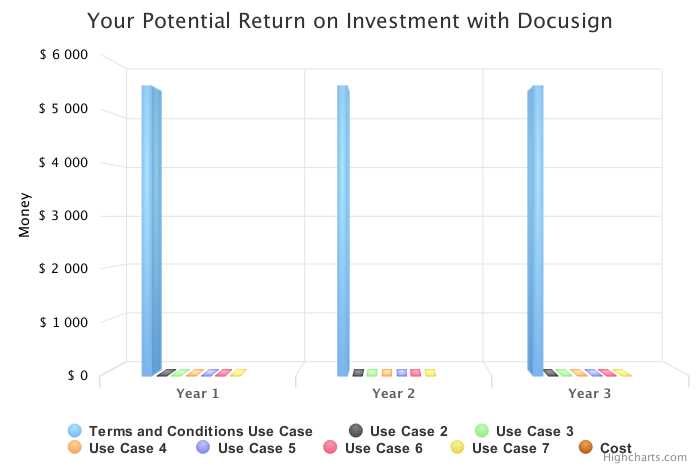 Your Potential Return on Investment with Docusign
$ 6 000
$ 5 000
$ 4 000
$ 3 000
$ 2 000
$ 1 000
$ 0
Money
Year 1 Year 2 Year 3
Terms and Conditions Use Case Use Case 2 Use Case 3
Use Case 4 Use Case 5 Use Case 6 Use Case 7 Cost
Highcharts.com